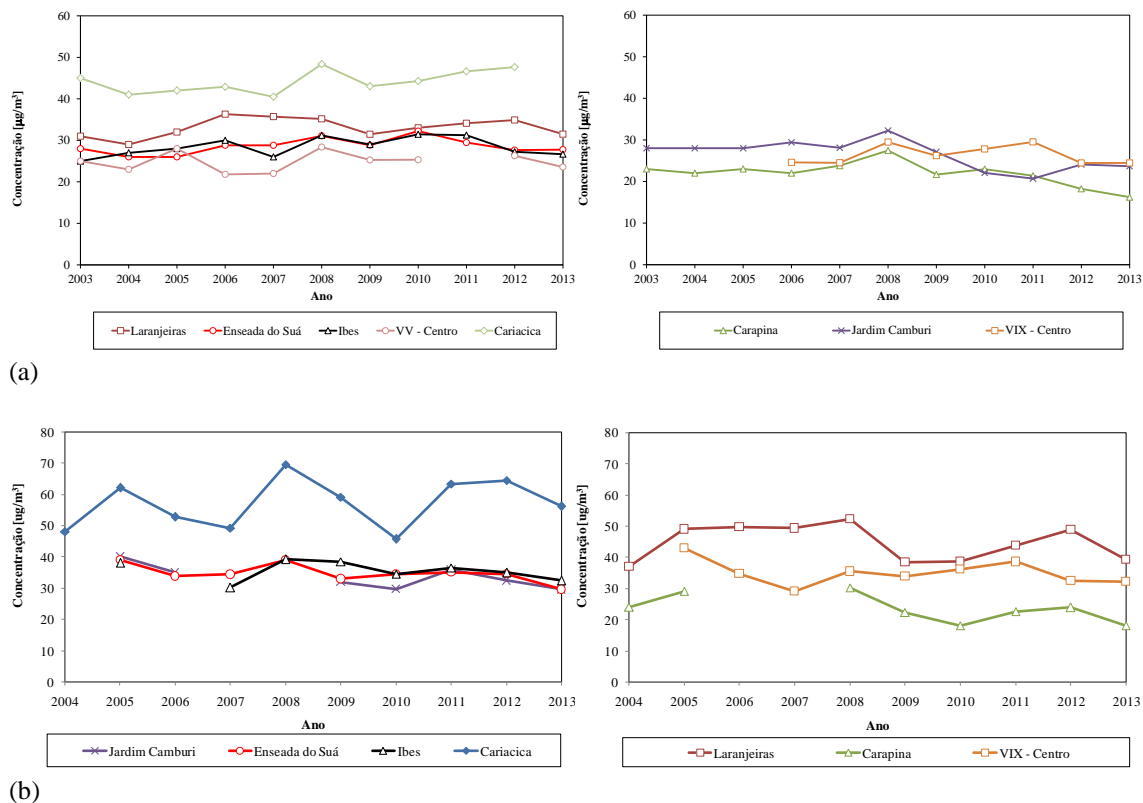 60
50
40
30
20
10
0
Concentração [µg/m³]
2003 2004 2005 2006 2007 2008 2009 2010 2011 2012 2013
Ano
Laranjeiras Enseada do Suá Ibes VV - Centro Cariacica
60
50
40
30
20
10
0
Concentração [µg/m³]
2003 2004 2005 2006 2007 2008 2009 2010 2011 2012 2013
Ano
Carapina Jardim Camburi VIX - Centro
(a)
80
70
60
50
40
30
20
10
0
Concentração [ug/m³]
2004 2005 2006 2007 2008 2009 2010 2011 2012 2013
Ano
Jardim Camburi Enseada do Suá Ibes Cariacica
80
70
60
50
40
30
20
10
0
Concentração [ug/m³]
2004 2005 2006 2007 2008 2009 2010 2011 2012 2013
Ano
Laranjeiras Carapina VIX - Centro
(b)